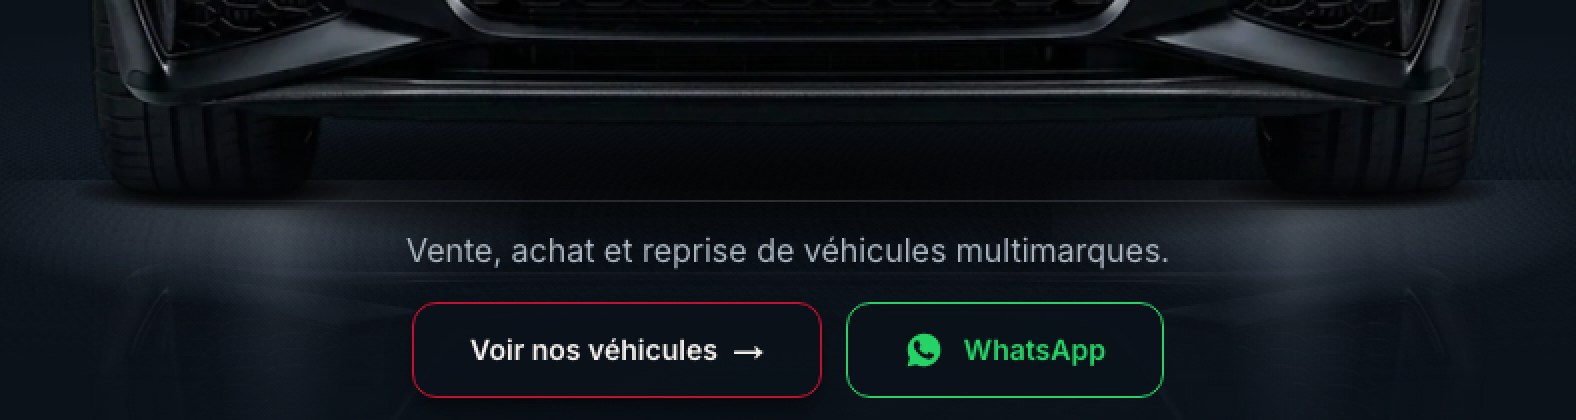 Vente, achat et reprise de véhicules multimarques.
Voir nos véhicules →
WhatsApp